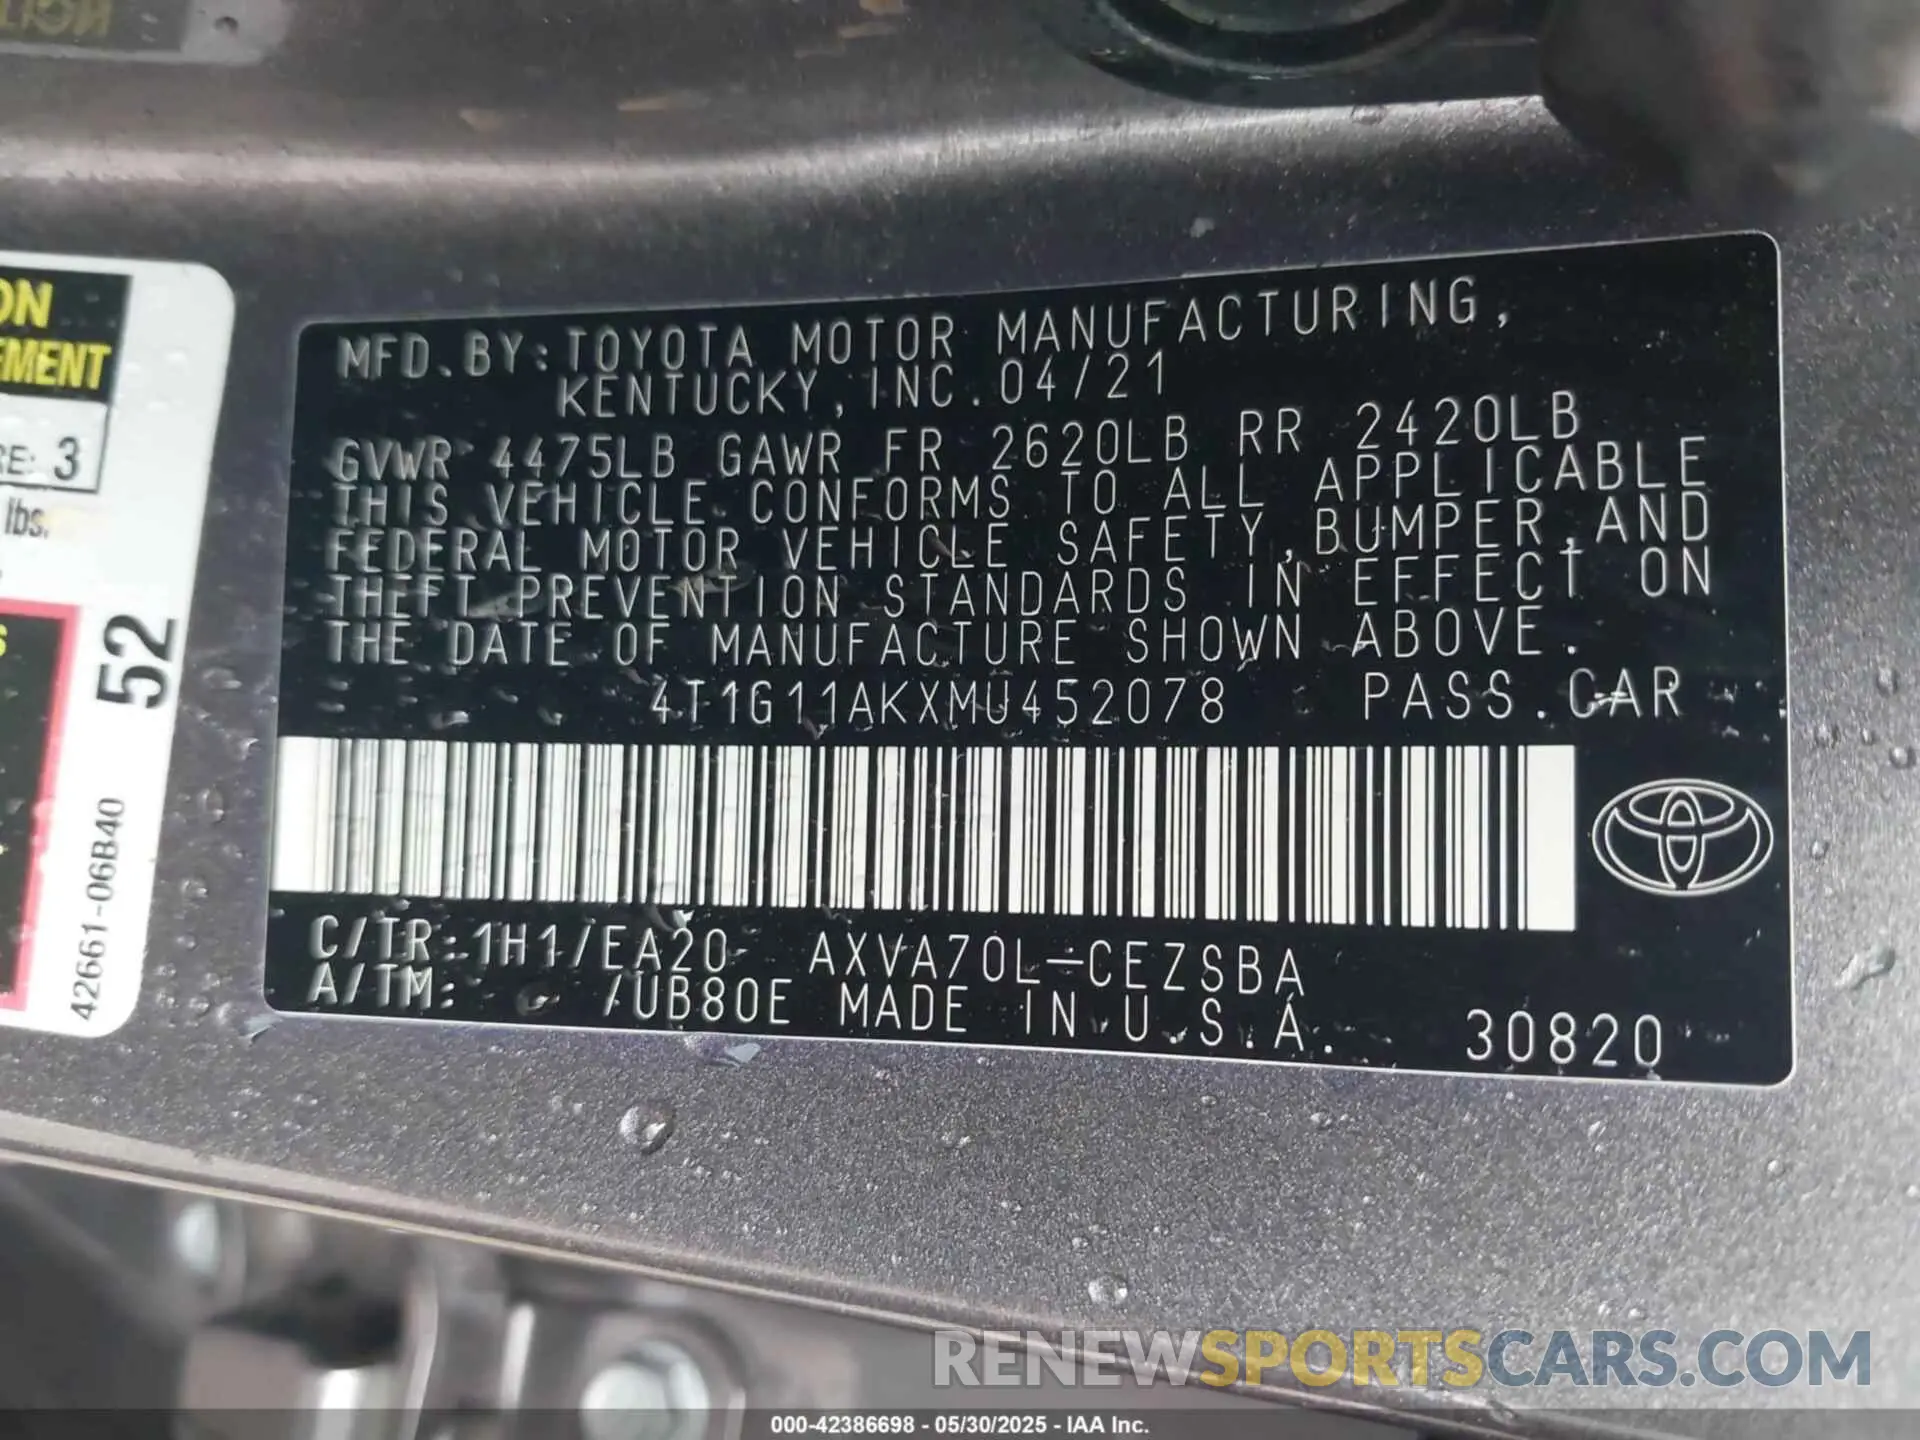 ON
EMENT
RE: 3
lbs.
52
42661-06B40
MFD.BY:TOYOTA MOTOR MANUFACTURING,
KENTUCKY, INC. 04/21
GVWR 4475LB GAWR FR 2620LB RR 2420LB
THIS VEHICLE CONFORMS TO ALL APPLICABLE
FEDERAL MOTOR VEHICLE SAFETY,BUMPER,AND
THEFT PREVENTION STANDARDS IN EFFECT ON
THE DATE OF MANUFACTURE SHOWN ABOVE.
4T1G11AKXMU452078 PASS.CAR
C/TR:1H1/EA20 AXVA70L-CEZSBA
A/TM: /UB80E MADE IN U.S.A. 30820
RENEWSPORTSCARS.COM
000-42386698 - 05/30/2025 - IAA Inc.